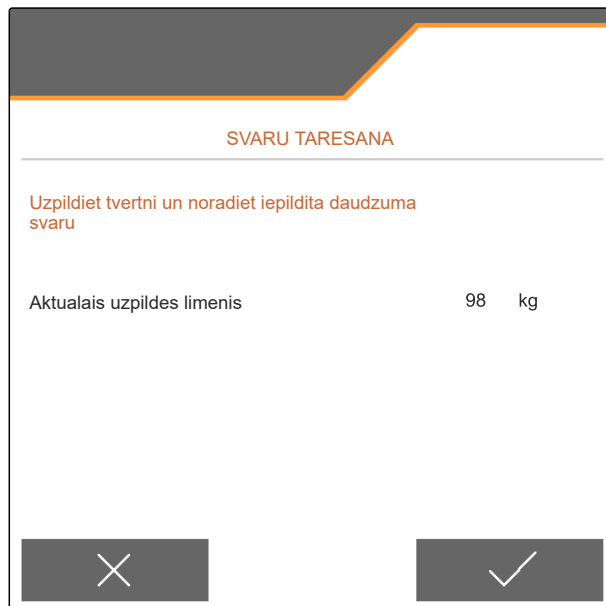 SVARU TARESANA
Uzpildiet tvertni un noradiet iepildita daudzuma
svaru
Aktualais uzpildes limenis 98 kg